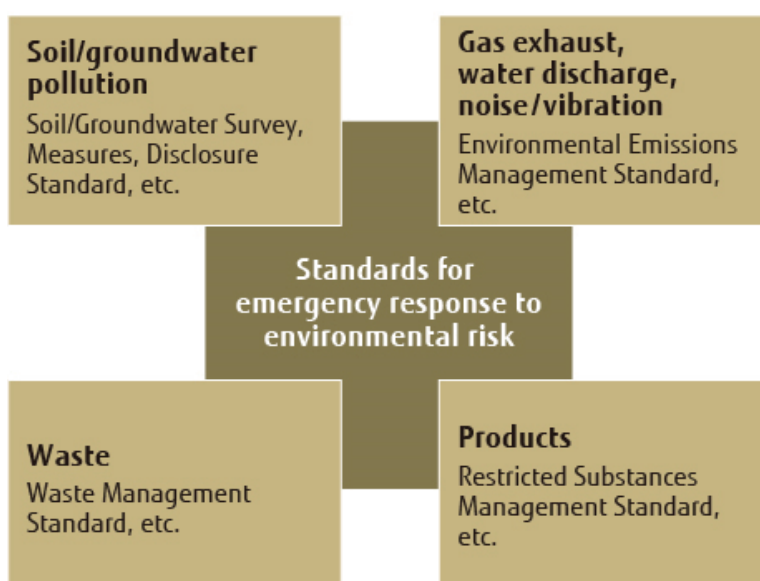 Soil/groundwater
pollution
Soil/Groundwater Survey,
Measures, Disclosure
Standard, etc.
Gas exhaust,
water discharge,
noise/vibration
Environmental Emissions
Management Standard,
etc.
Standards for
emergency response to
environmental risk
Waste
Waste Management
Standard, etc.
Products
Restricted Substances
Management Standard,
etc.